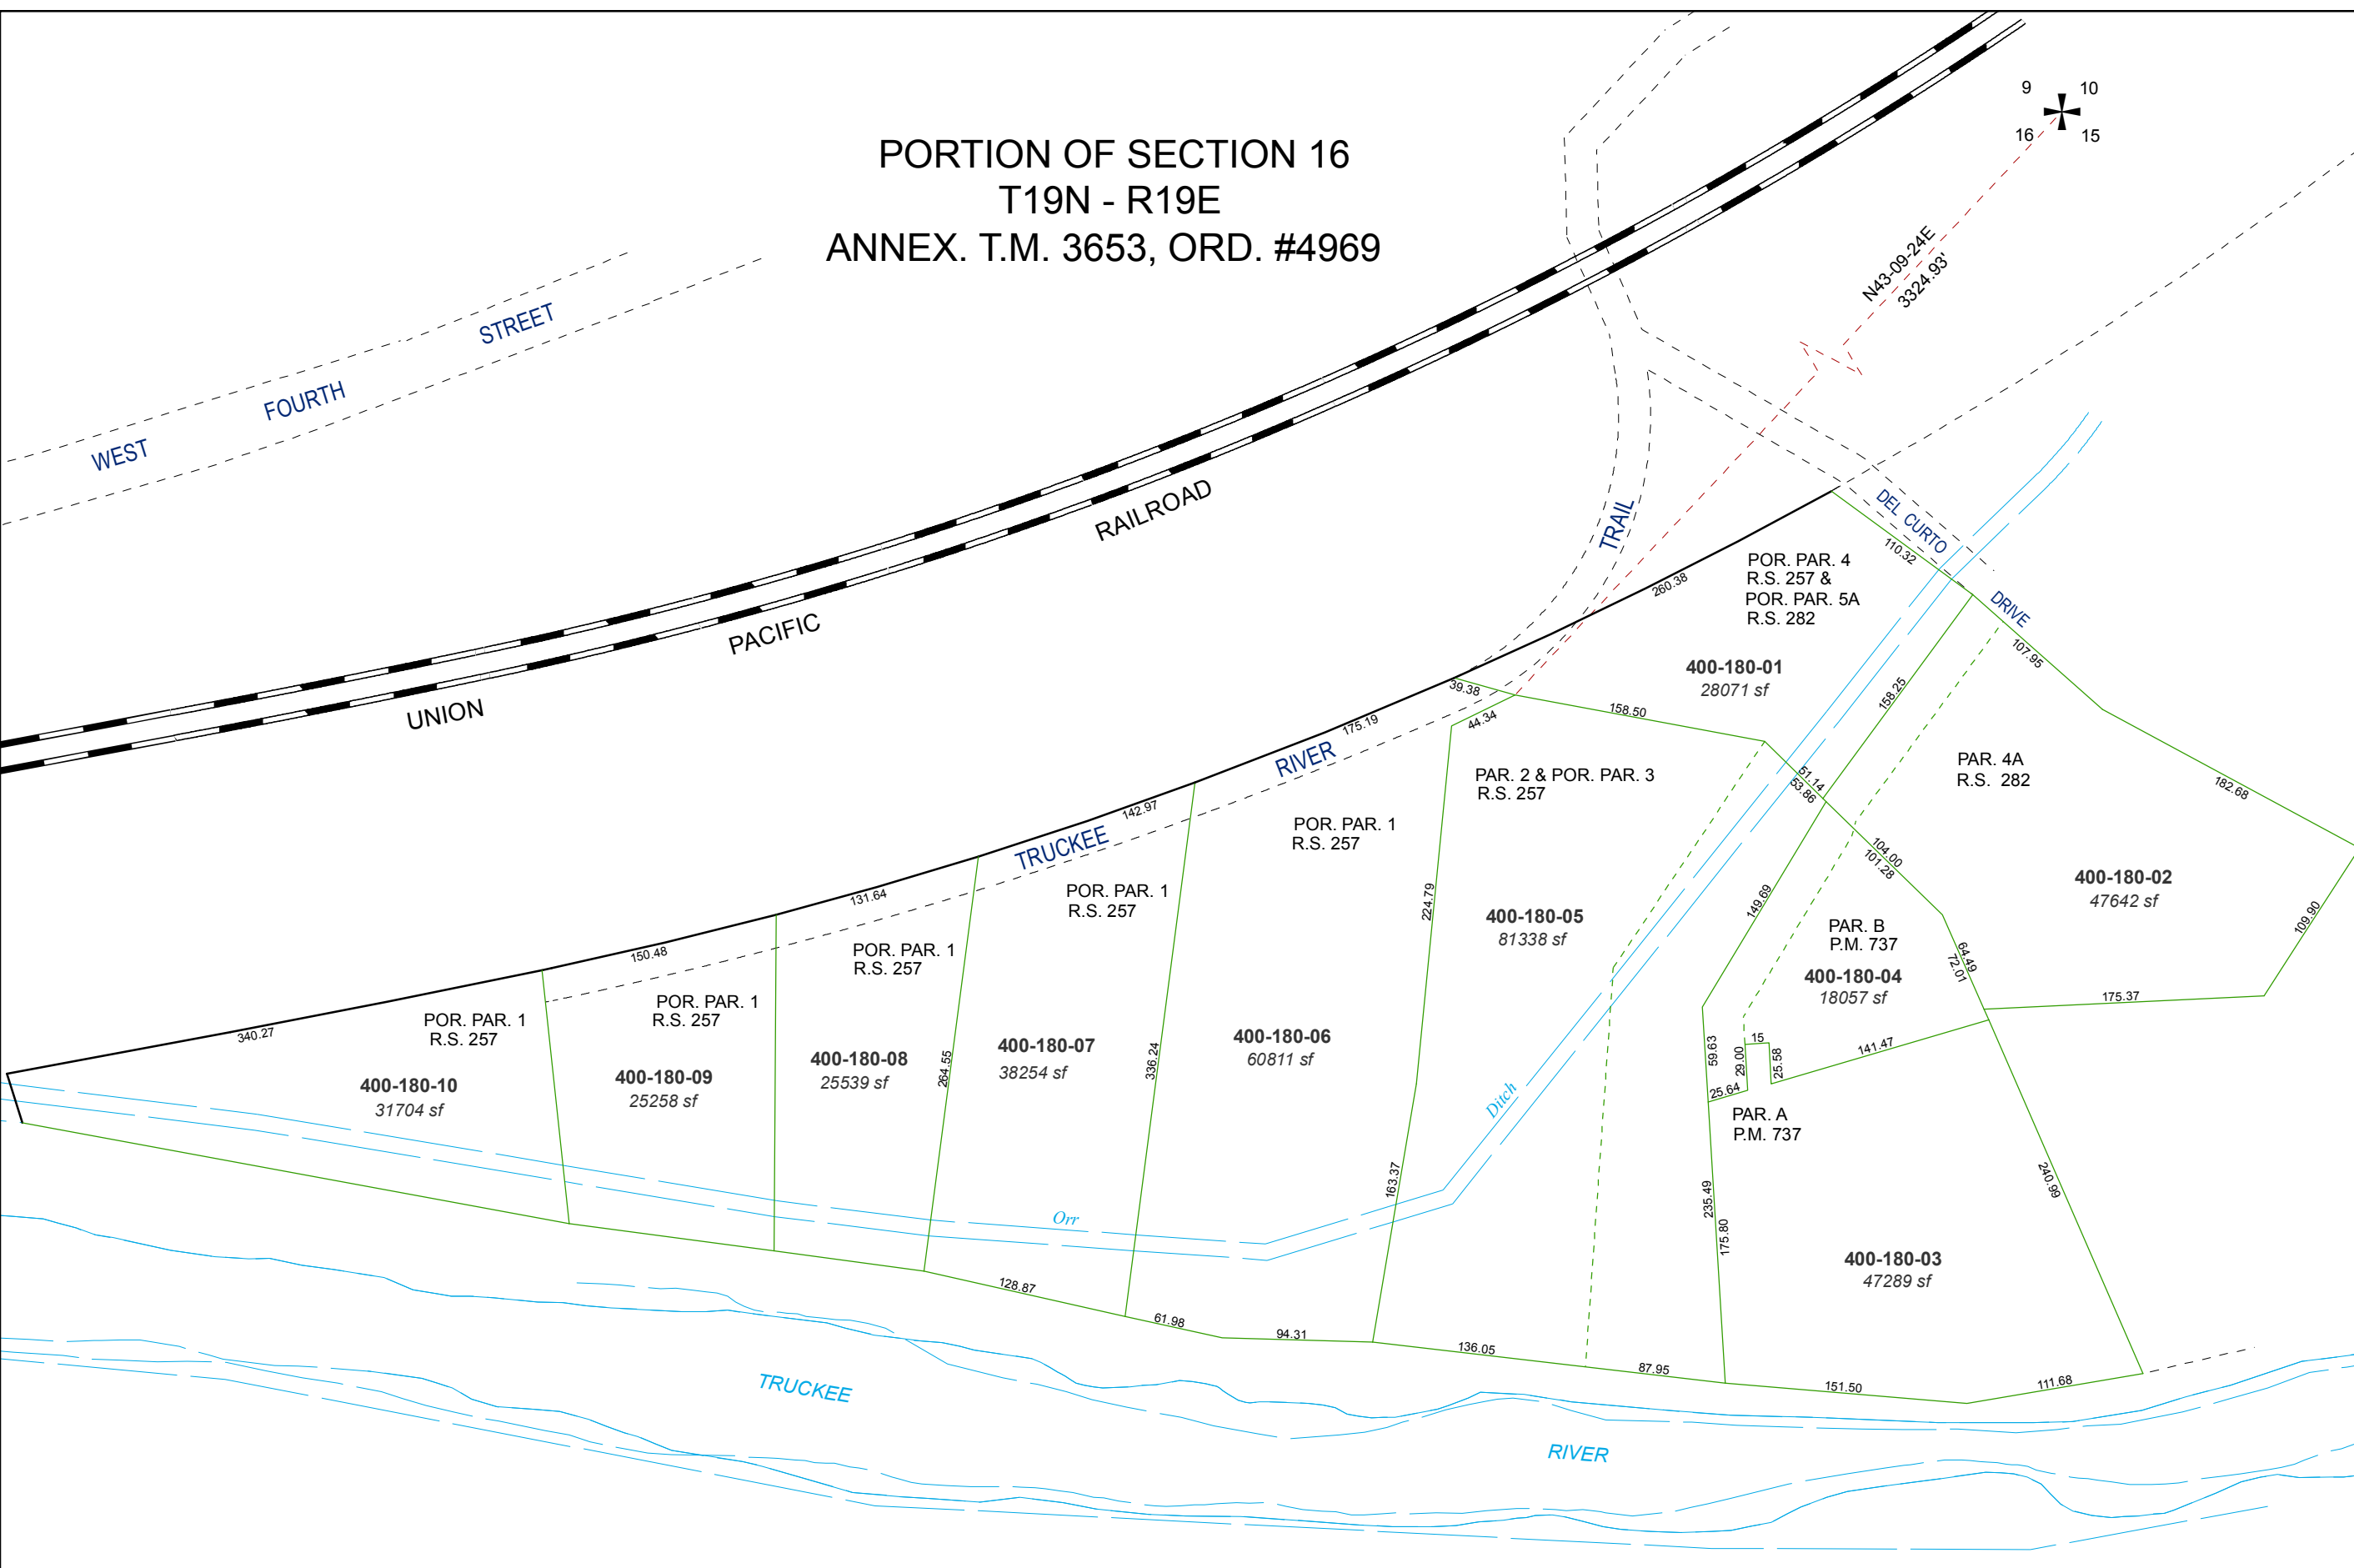 PORTION OF SECTION 16
T19N - R19E
ANNEX. T.M. 3653, ORD. #4969
9 10
16 15
N43-09-24E
3324.93'
WEST FOURTH STREET
UNION PACIFIC RAILROAD
TRUCKEE RIVER TRAIL
DEL CURTO DRIVE
110.32
260.38
POR. PAR. 4
R.S. 257 &
POR. PAR. 5A
R.S. 282
400-180-01
28071 sf
39.38
44.34
158.50
158.25
107.95
182.68
51.14
53.86
PAR. 4A
R.S. 282
400-180-02
47642 sf
104.00
101.28
64.49
72.01
109.90
175.37
PAR. B
P.M. 737
400-180-04
18057 sf
149.69
59.63
29.00
15
25.58
25.64
141.47
PAR. A
P.M. 737
400-180-03
47289 sf
240.99
235.49
175.80
151.50
111.68
PAR. 2 & POR. PAR. 3
R.S. 257
400-180-05
81338 sf
224.79
163.37
136.05
87.95
175.19
POR. PAR. 1
R.S. 257
400-180-06
60811 sf
336.24
61.98
94.31
142.97
POR. PAR. 1
R.S. 257
400-180-07
38254 sf
264.55
128.87
131.64
POR. PAR. 1
R.S. 257
400-180-08
25539 sf
150.48
POR. PAR. 1
R.S. 257
400-180-09
25258 sf
340.27
POR. PAR. 1
R.S. 257
400-180-10
31704 sf
Orr Ditch
TRUCKEE RIVER